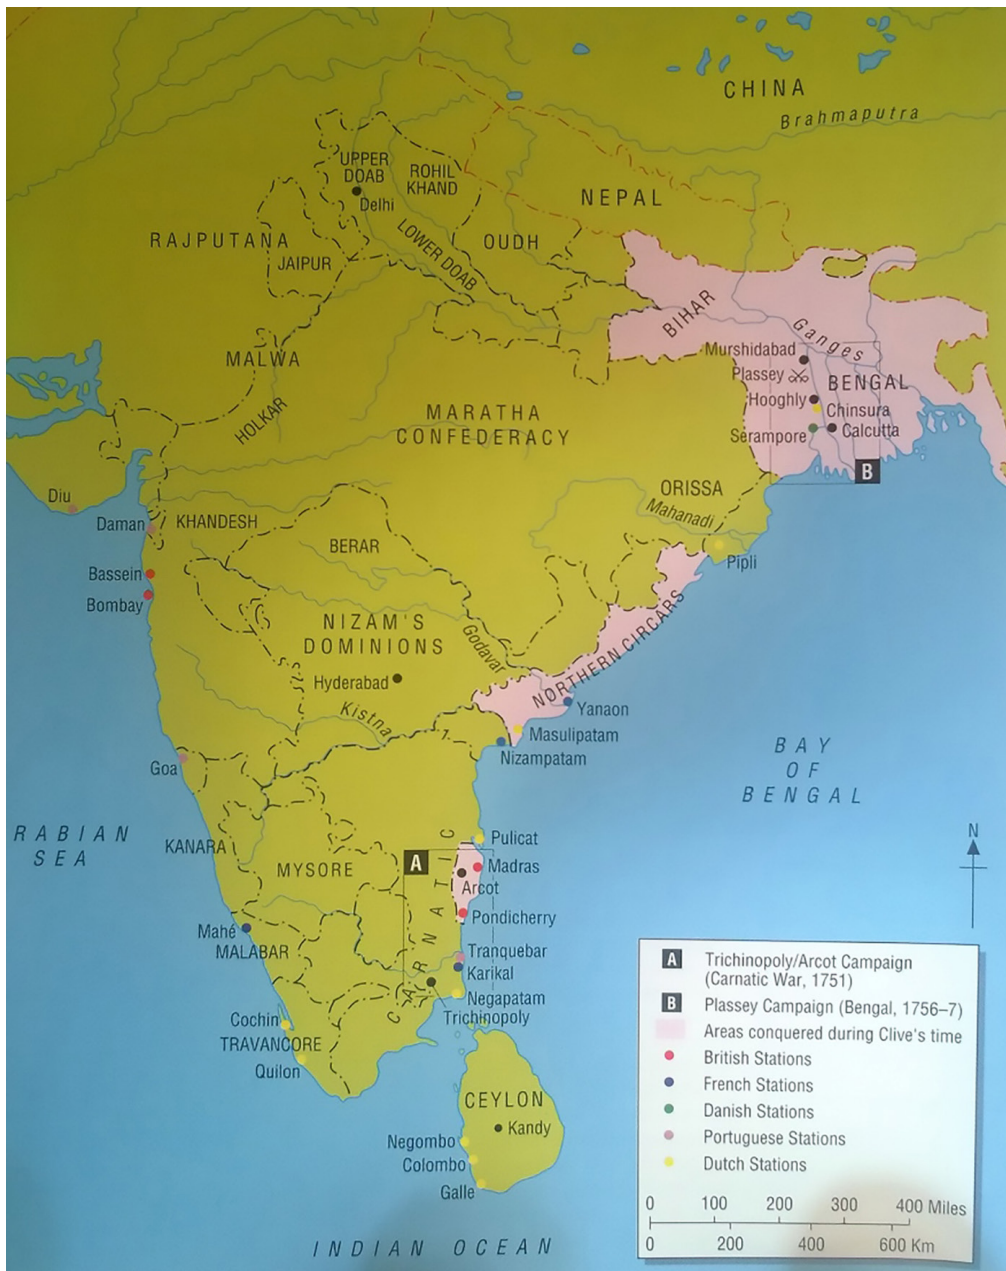 CHINA
Brahmaputra
UPPER
DOAB
ROHIL
KHAND
Delhi
NEPAL
RAJPUTANA
JAIPUR
LOWER DOAB
OUDH
BIHAR
Ganges
Murshidabad
Plassey
BENGAL
Hooghly
Chinsura
Serampore
Calcutta
B
MALWA
HOLKAR
MARATHA
CONFEDERACY
ORISSA
Mahanadi
Pipli
Diu
Daman
KHANDESH
BERAR
Bassein
Bombay
NIZAM'S
DOMINIONS
Godavar
NORTHERN CIRCARS
Hyderabad
Kistna
Yanaon
Masulipatam
Nizampatam
Goa
BAY
OF
BENGAL
RABIAN
SEA
KANARA
MYSORE
A
CARNATIC
Pulicat
Madras
Arcot
Pondicherry
Mahé
MALABAR
Tranquebar
Karikal
Negapatam
Trichinopoly
Cochin
TRAVANCORE
Quilon
CEYLON
Kandy
Negombo
Colombo
Galle
INDIAN OCEAN
N
A Trichinopoly/Arcot Campaign
(Carnatic War, 1751)
B Plassey Campaign (Bengal, 1756–7)
Areas conquered during Clive's time
British Stations
French Stations
Danish Stations
Portuguese Stations
Dutch Stations
0 100 200 300 400 Miles
0 200 400 600 Km